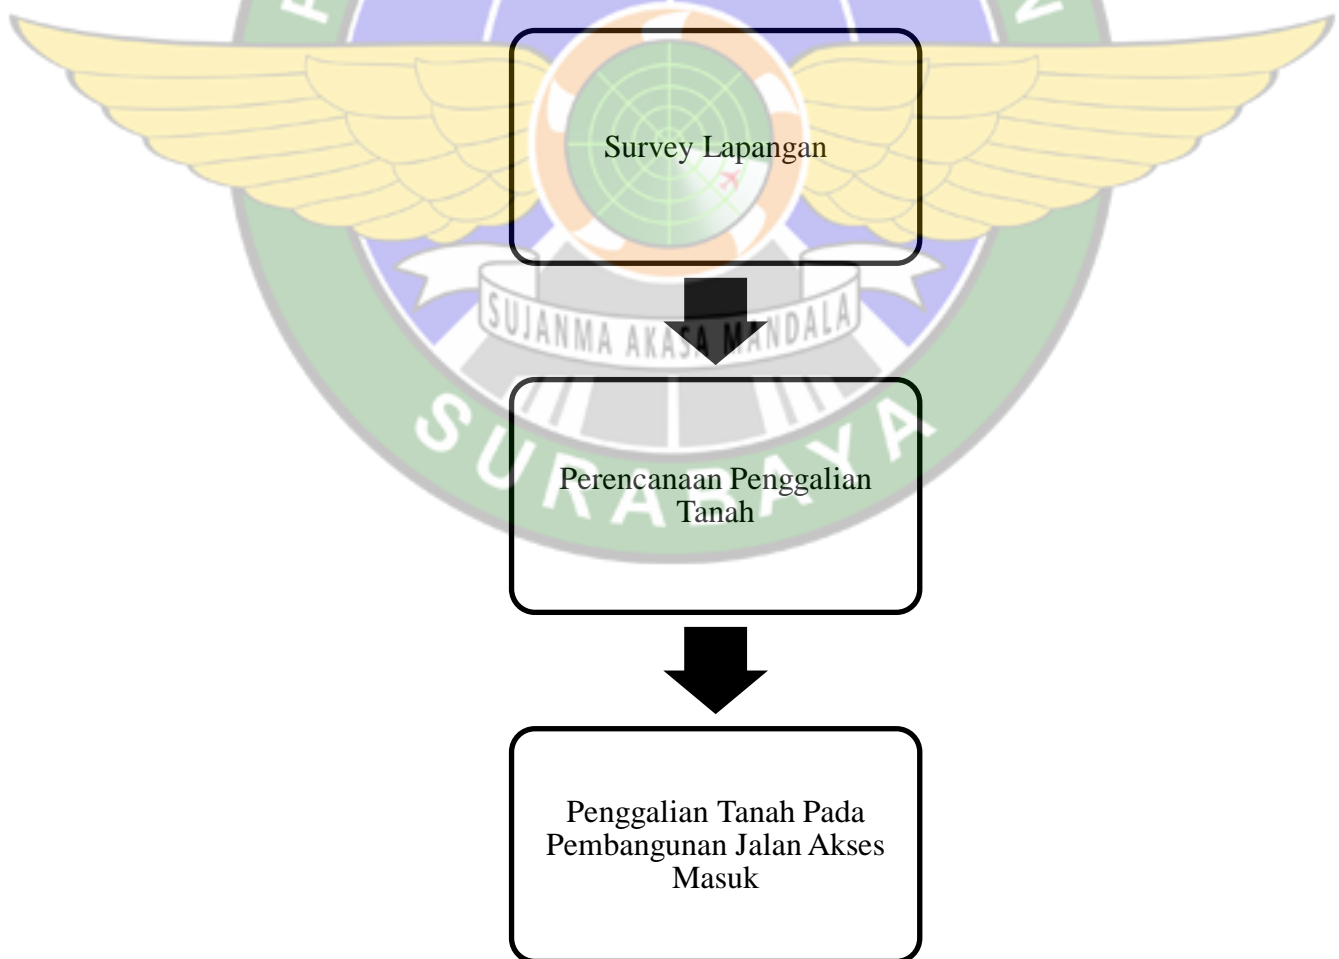 Survey Lapangan
SUJANMA AKASA MANDALA
SURABAYA
Perencanaan Penggalian
Tanah
Penggalian Tanah Pada
Pembangunan Jalan Akses
Masuk